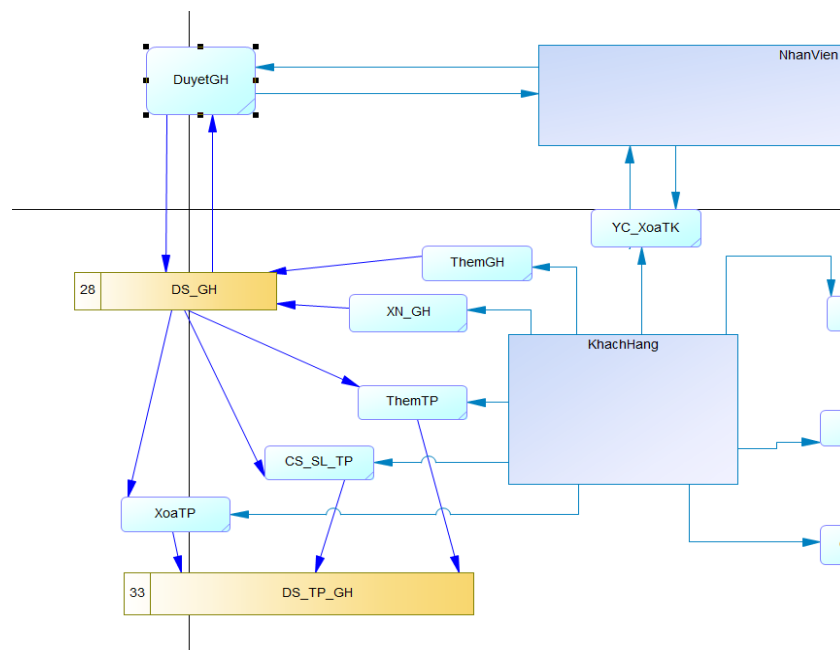 NhanVien
DuyetGH
YC_XoaTK
ThemGH
28 DS_GH
XN_GH
KhachHang
ThemTP
CS_SL_TP
XoaTP
33 DS_TP_GH